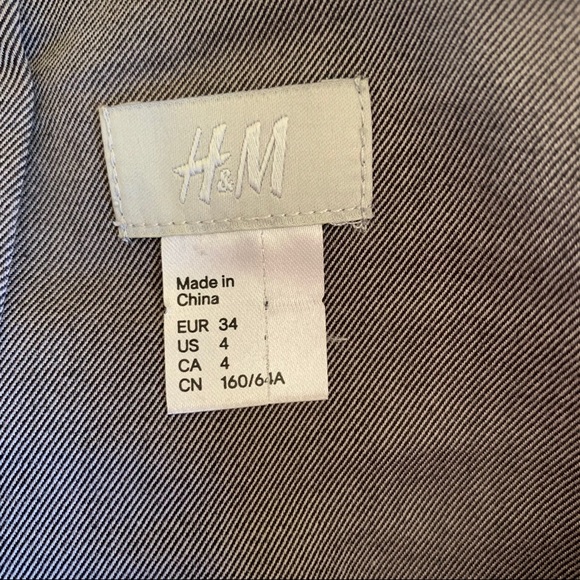 H&M
Made in
China
EUR 34
US 4
CA 4
CN 160/64A